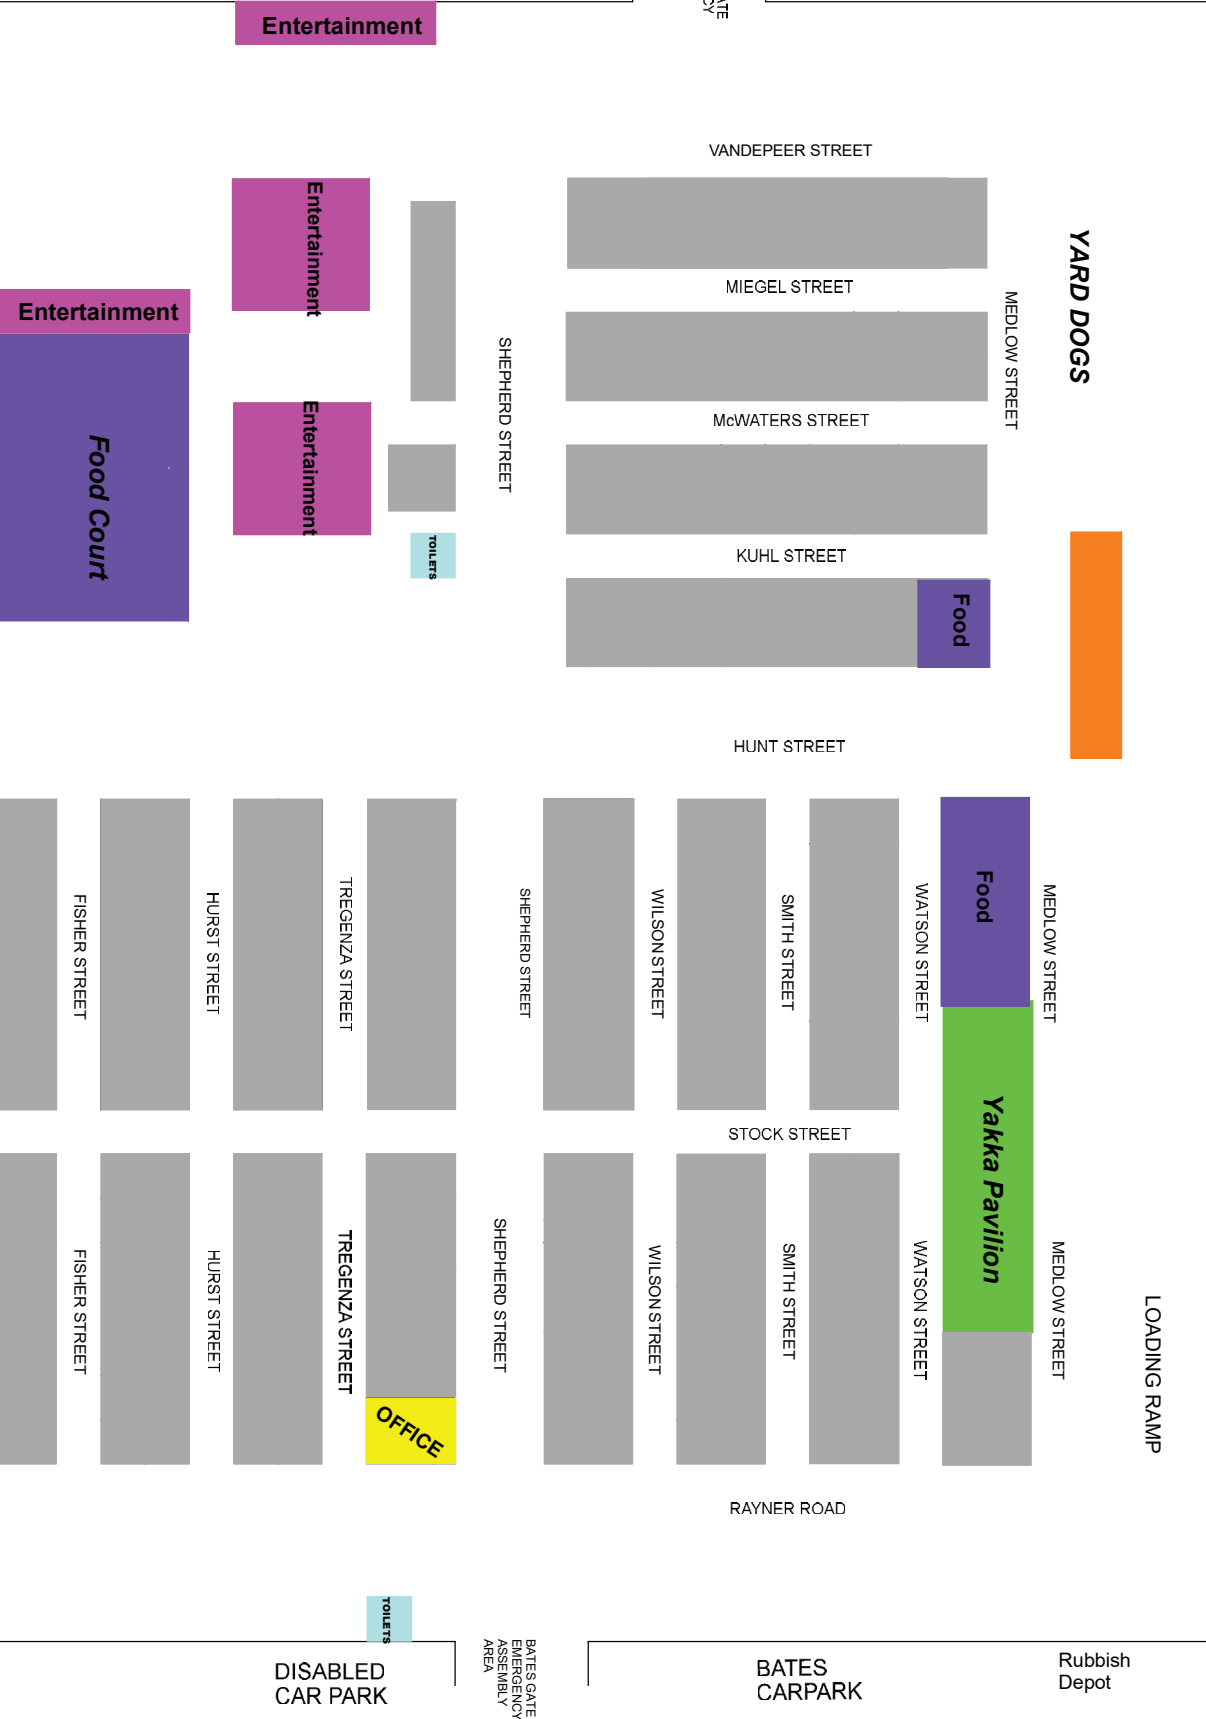 Entertainment
ATE
CY
VANDEPEER STREET
Entertainment
YARD DOGS
MIEGEL STREET
MEDLOW STREET
Entertainment
SHEPHERD STREET
Entertainment
McWATERS STREET
Food Court
TOILETS
KUHL STREET
Food
HUNT STREET
FISHER STREET
HURST STREET
TREGENZA STREET
SHEPHERD STREET
WILSON STREET
SMITH STREET
WATSON STREET
Food
MEDLOW STREET
STOCK STREET
Yakka Pavilion
FISHER STREET
HURST STREET
TREGENZA STREET
SHEPHERD STREET
WILSON STREET
SMITH STREET
WATSON STREET
MEDLOW STREET
LOADING RAMP
OFFICE
RAYNER ROAD
TOILETS
DISABLED
CAR PARK
BATES GATE
EMERGENCY
ASSEMBLY
AREA
BATES
CARPARK
Rubbish
Depot